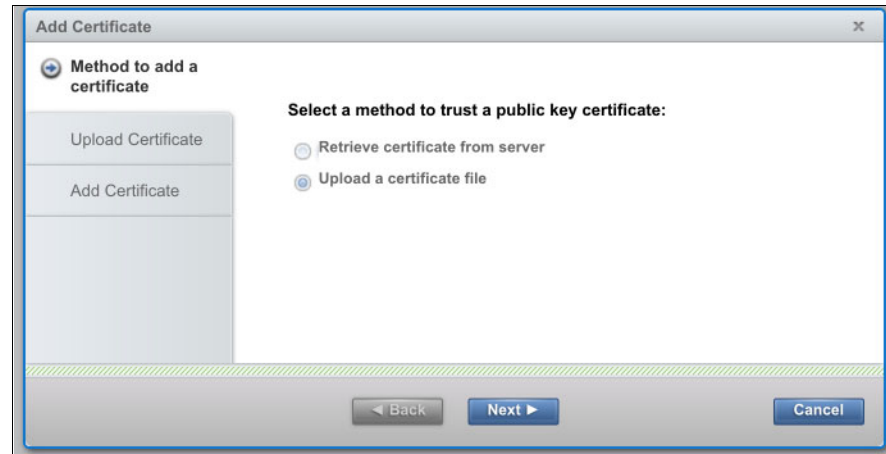 Add Certificate x
Method to add a
certificate
Upload Certificate
Add Certificate
Select a method to trust a public key certificate:
Retrieve certificate from server
Upload a certificate file
◄ Back Next ► Cancel